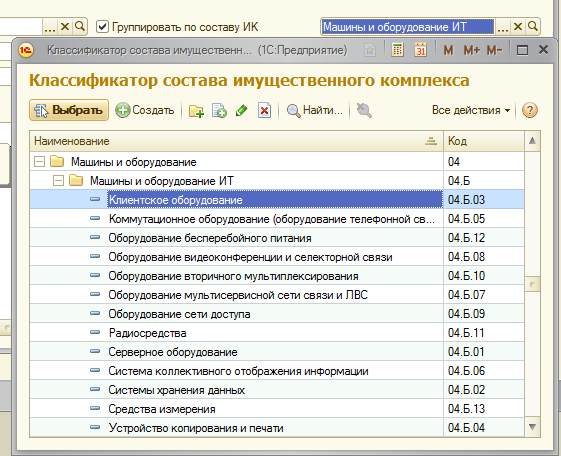 Группировать по составу ИК
Машины и оборудование ИТ
Классификатор состава имущественн... (1С:Предприятие)
M M+ M-
Классификатор состава имущественного комплекса
Выбрать Создать Найти... Все действия
Наименование Код
Машины и оборудование 04
Машины и оборудование ИТ 04.Б
Клиентское оборудование 04.Б.03
Коммутационное оборудование (оборудование телефонной св... 04.Б.05
Оборудование бесперебойного питания 04.Б.12
Оборудование видеоконференции и селекторной связи 04.Б.08
Оборудование вторичного мультиплексирования 04.Б.10
Оборудование мультисервисной сети связи и ЛВС 04.Б.07
Оборудование сети доступа 04.Б.09
Радиосредства 04.Б.11
Серверное оборудование 04.Б.01
Система коллективного отображения информации 04.Б.06
Системы хранения данных 04.Б.02
Средства измерения 04.Б.13
Устройство копирования и печати 04.Б.04